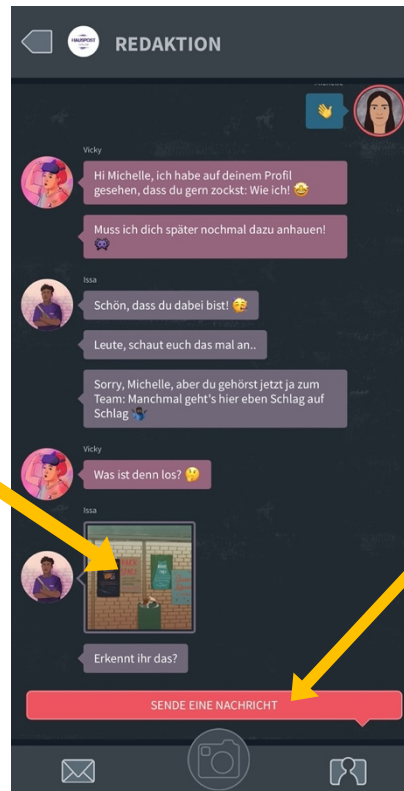 HAUSPOST
REDAKTION
Vicky
Hi Michelle, ich habe auf deinem Profil
gesehen, dass du gern zockst: Wie ich! 🤩
Muss ich dich später nochmal dazu anhauen!
👾
Issa
Schön, dass du dabei bist! 🥳
Leute, schaut euch das mal an..
Sorry, Michelle, aber du gehörst jetzt ja zum
Team: Manchmal geht's hier eben Schlag auf
Schlag
Vicky
Was ist denn los? 🤔
Issa
Erkennt ihr das?
SENDE EINE NACHRICHT